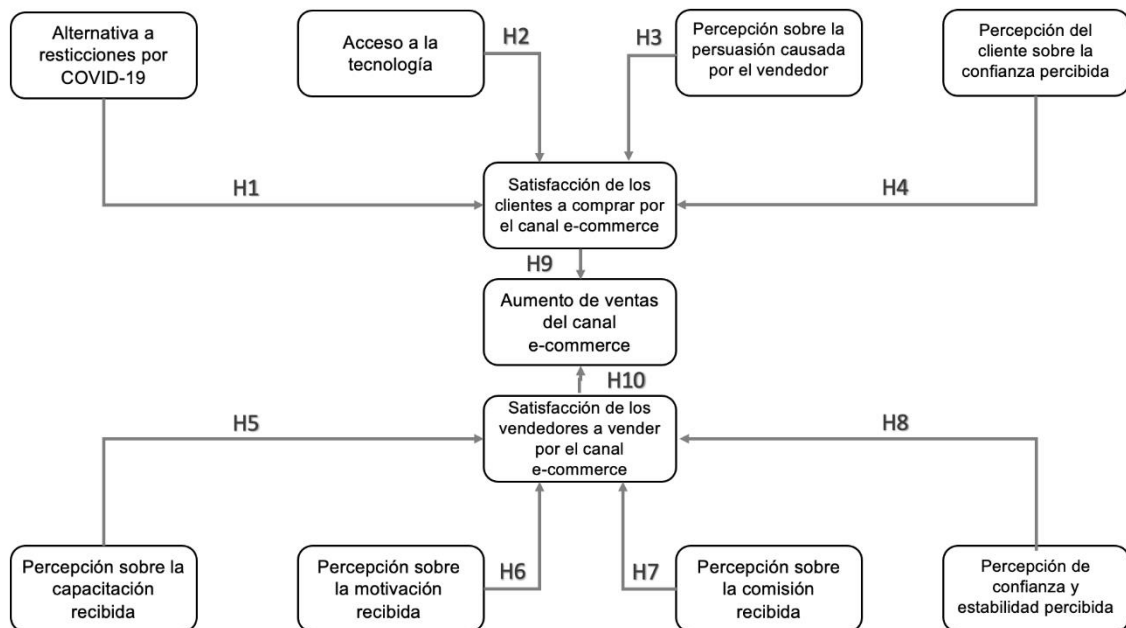 Alternativa a
resticciones por
COVID-19
Acceso a la
tecnología
H2
H3
Percepción sobre la
persuasión causada
por el vendedor
Percepción del
cliente sobre la
confianza percibida
H1
Satisfacción de los
clientes a comprar por
el canal e-commerce
H4
H9
Aumento de ventas
del canal
e-commerce
H10
Satisfacción de los
vendedores a vender
por el canal
e-commerce
H5
H8
Percepción sobre la
capacitación
recibida
Percepción sobre
la motivación
recibida
H6
H7
Percepción sobre
la comisión
recibida
Percepción de
confianza y
estabilidad percibida